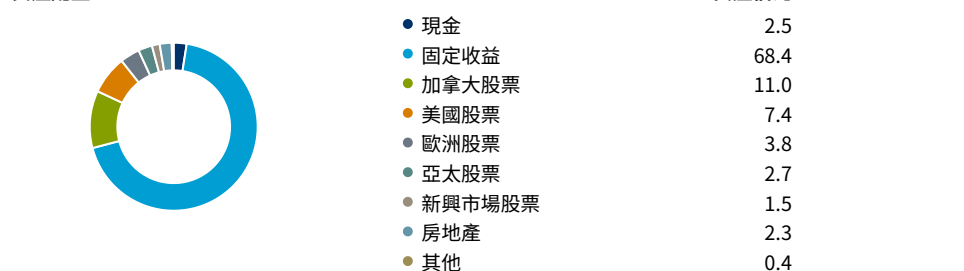 現金 2.5
固定收益 68.4
加拿大股票 11.0
美國股票 7.4
歐洲股票 3.8
亞太股票 2.7
新興市場股票 1.5
房地產 2.3
其他 0.4